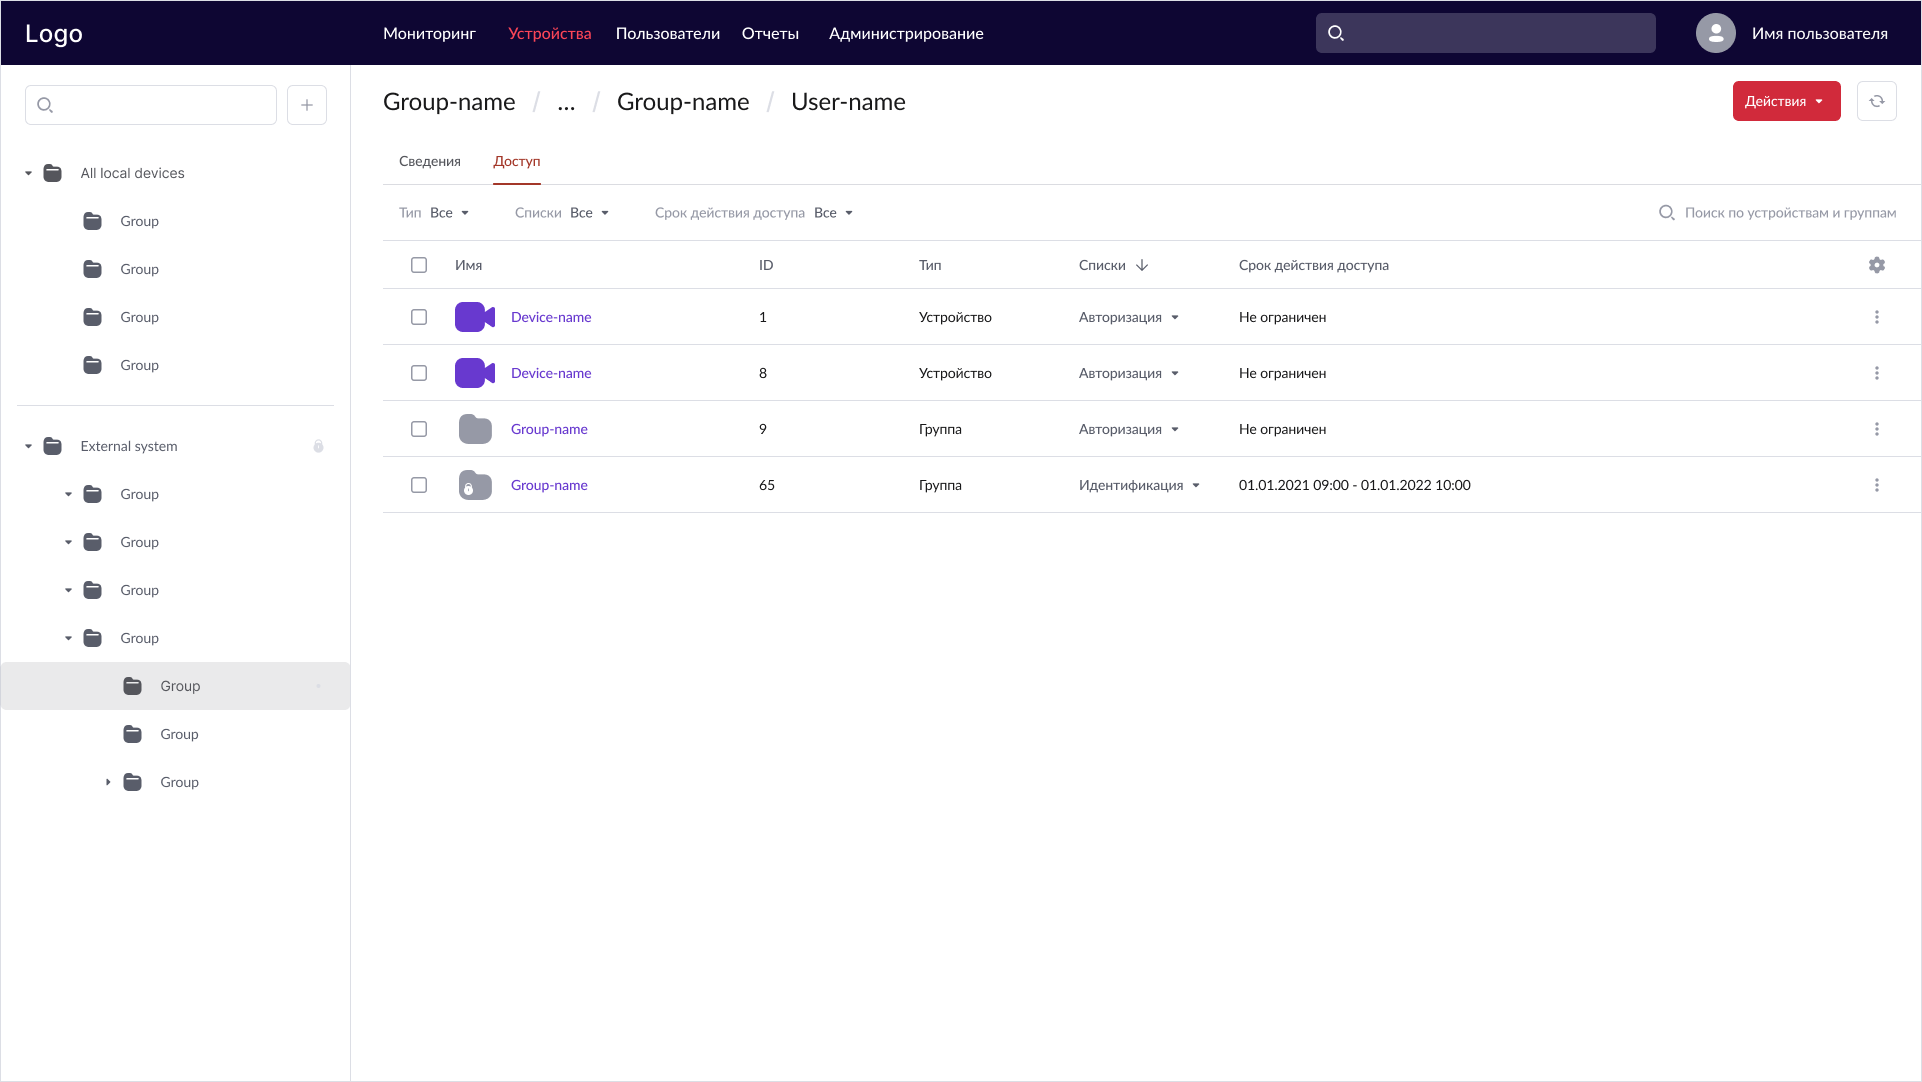 Logo
Мониторинг Устройства Пользователи Отчеты Администрирование
Имя пользователя
All local devices
Group
Group
Group
Group
External system
Group
Group
Group
Group
Group
Group
Group
Group-name / ... / Group-name / User-name
Действия
Сведения Доступ
Тип Все Списки Все Срок действия доступа Все Поиск по устройствам и группам
Имя ID Тип Списки Срок действия доступа
Device-name 1 Устройство Авторизация Не ограничен
Device-name 8 Устройство Авторизация Не ограничен
Group-name 9 Группа Авторизация Не ограничен
Group-name 65 Группа Идентификация 01.01.2021 09:00 - 01.01.2022 10:00